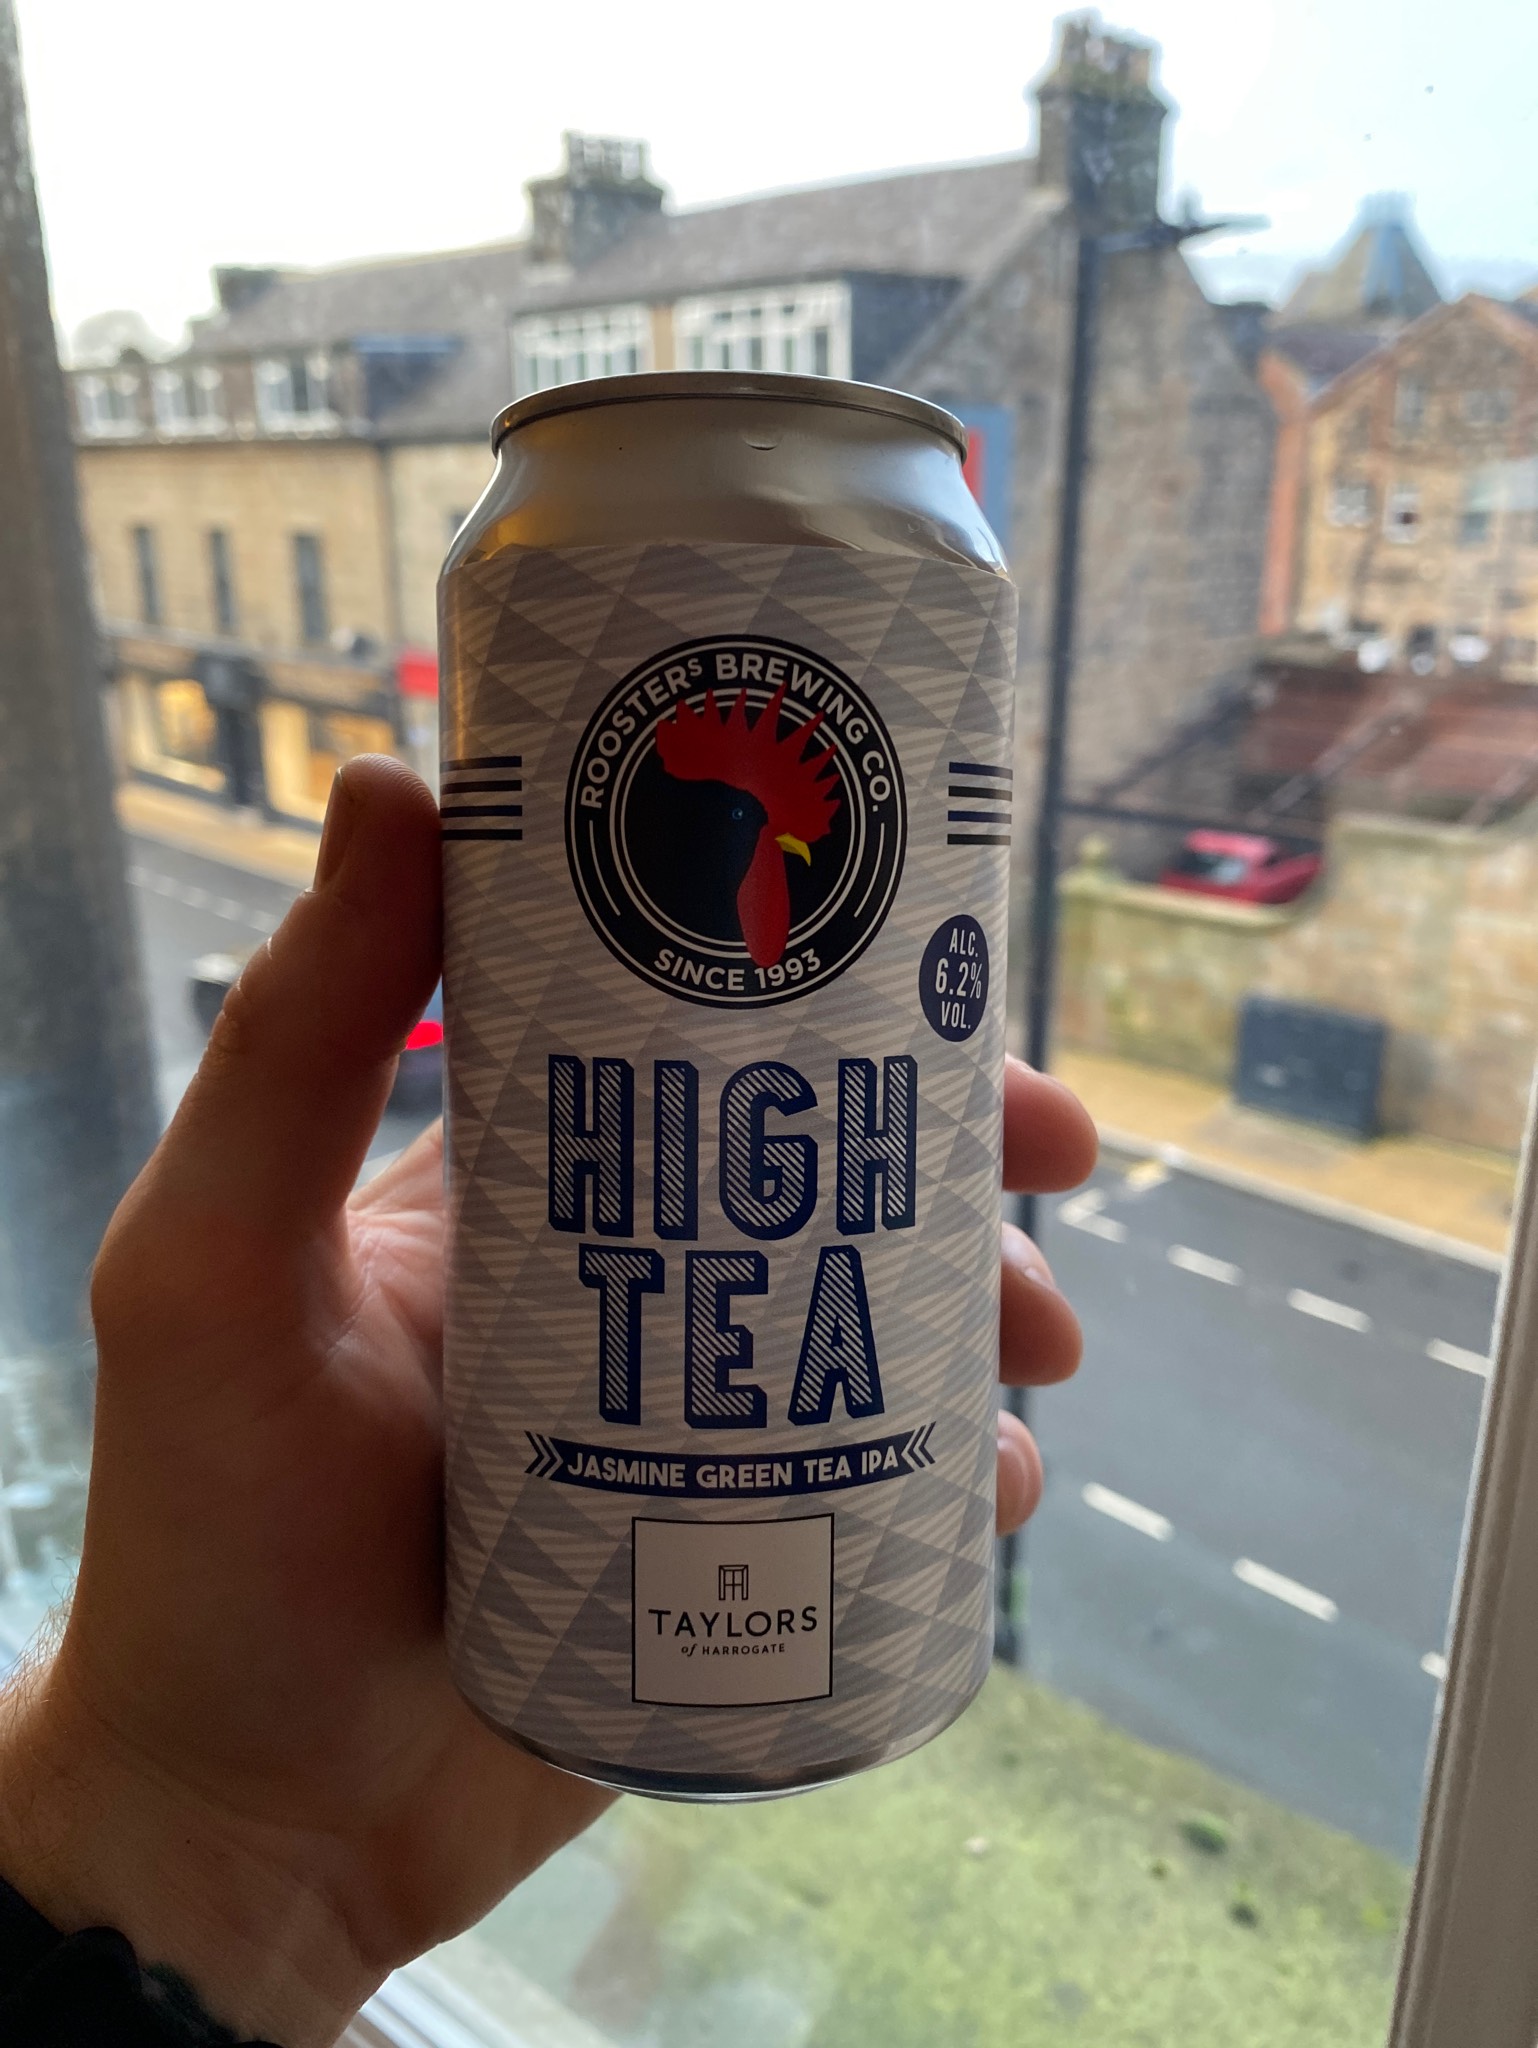 ROOSTERS BREWING CO.
SINCE 1993
ALC.
6.2%
VOL.
HIGH
TEA
JASMINE GREEN TEA IPA
TAYLORS
of HARROGATE